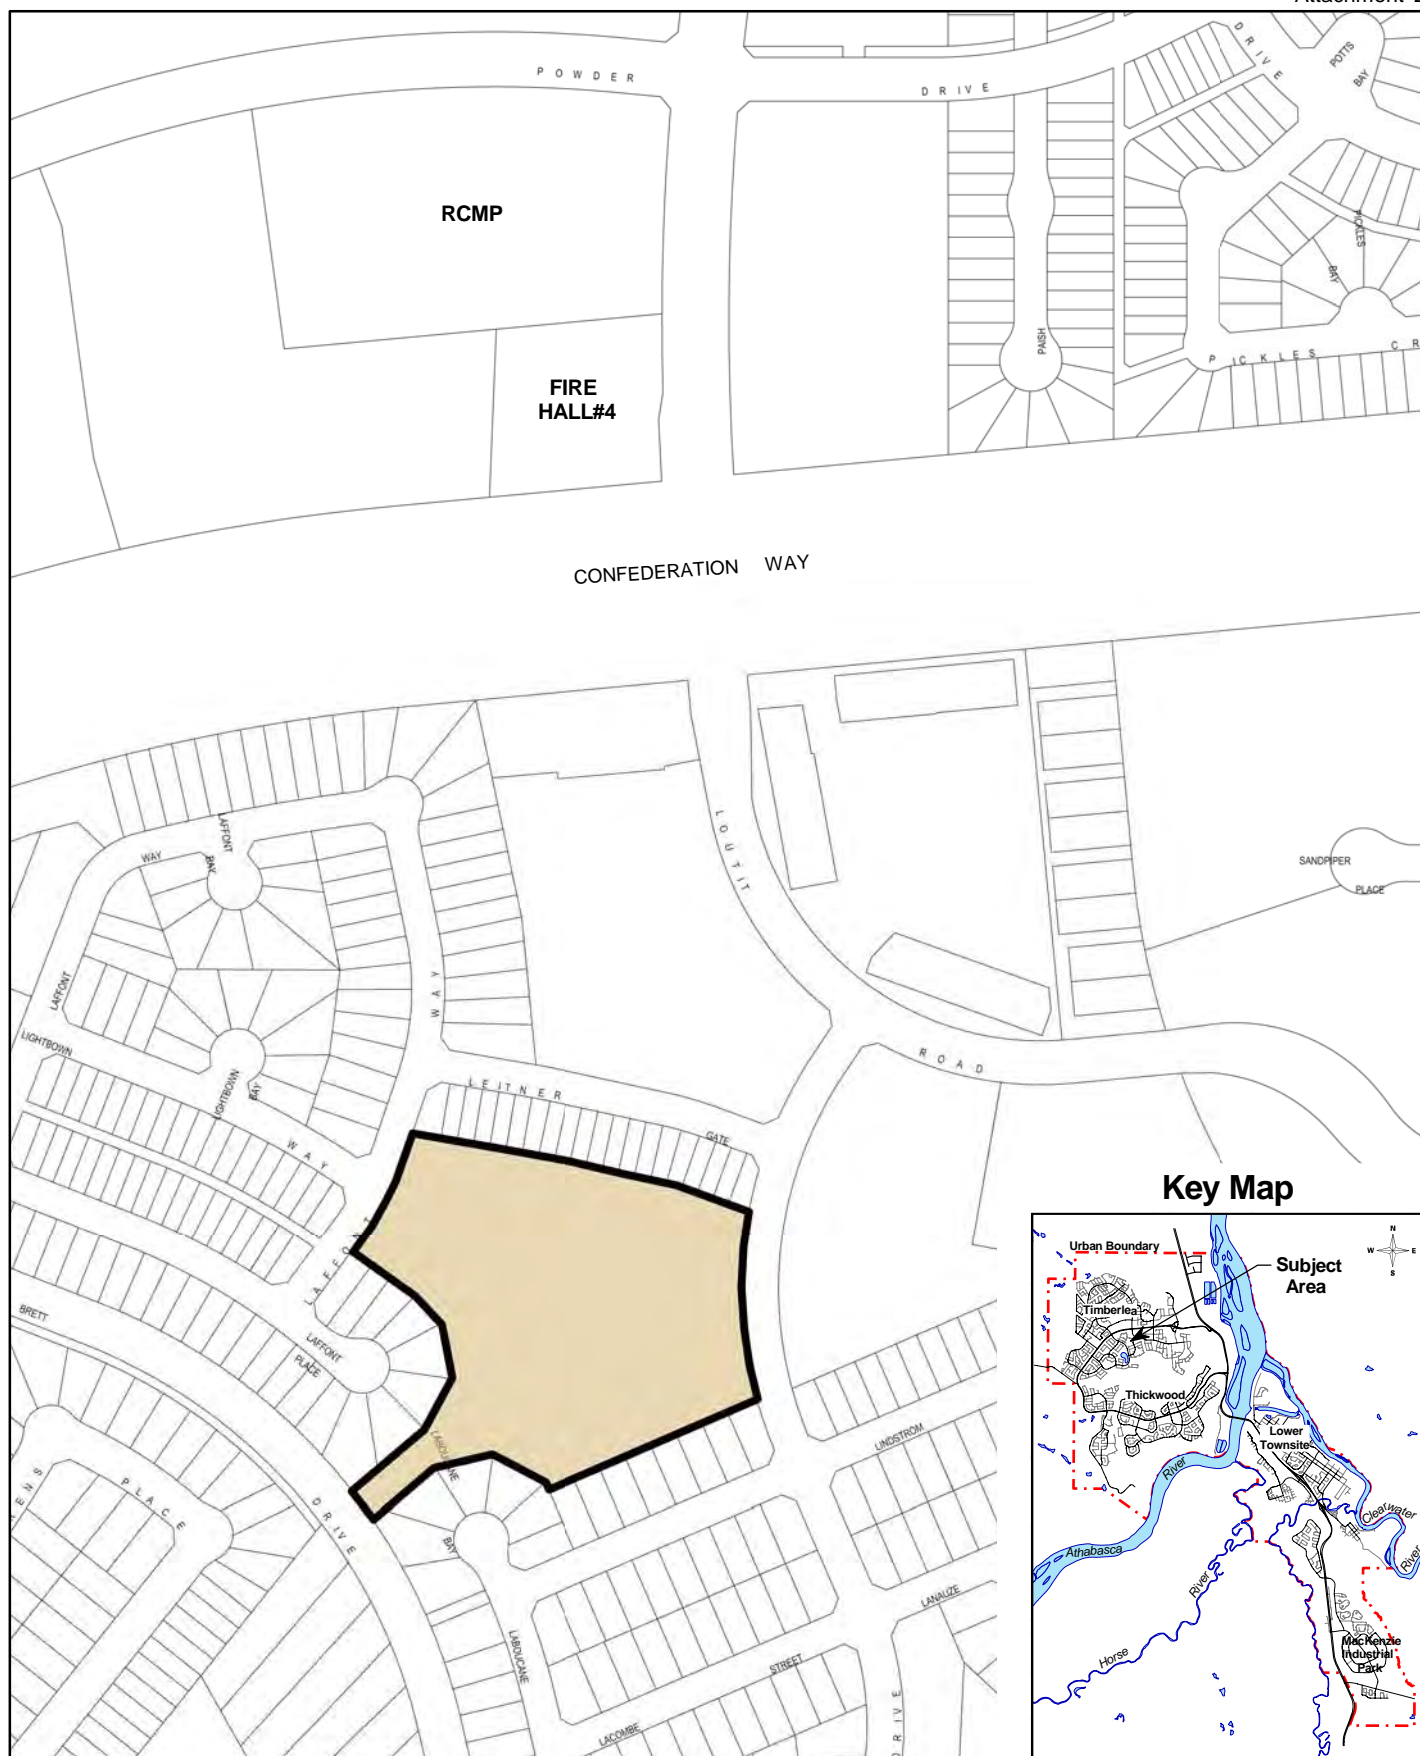 POWDER
DRIVE
DRIVE
POTTS
BAY
RCMP
PICKLES
BAY
PAISH
PICKLES
FIRE
HALL#4
CONFEDERATION WAY
LOUTIT
LAFFONT
BAY
WAY
SANDPIPER
PLACE
LAFFONT
WAY
LIGHTBOWN
LIGHTBOWN
BAY
WAY
LEITNER
GATE
ROAD
LAFFONT
BRETT
LAFFONT
PLACE
LABOUCANE
BAY
LINDSTROM
PLACE
DRIVE
LANAUZE
LABOUCANE
STREET
LACOMBE
DRIVE
Key Map
N
W E
S
Urban Boundary
Subject
Area
Timberlea
Thickwood
Lower
Townsite
River
Clearwater
River
Athabasca
River
Horse
MacKenzie
Industrial
Park